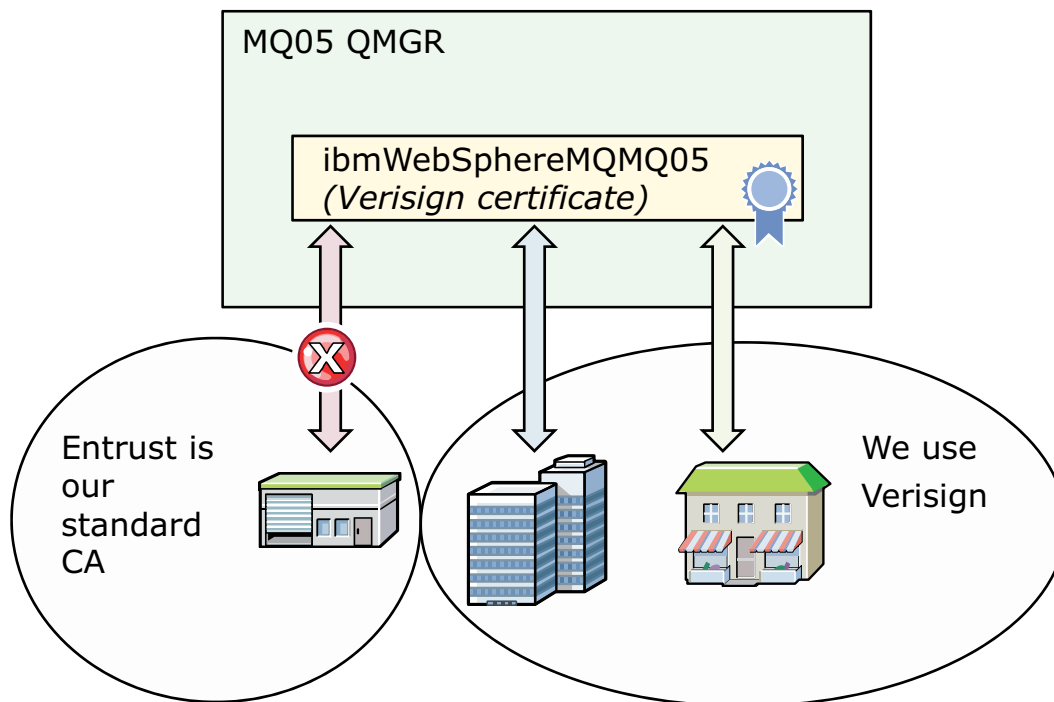 MQ05 QMGR
ibmWebSphereMQMQ05
(Verisign certificate)
X
Entrust is
our
standard
CA
We use
Verisign